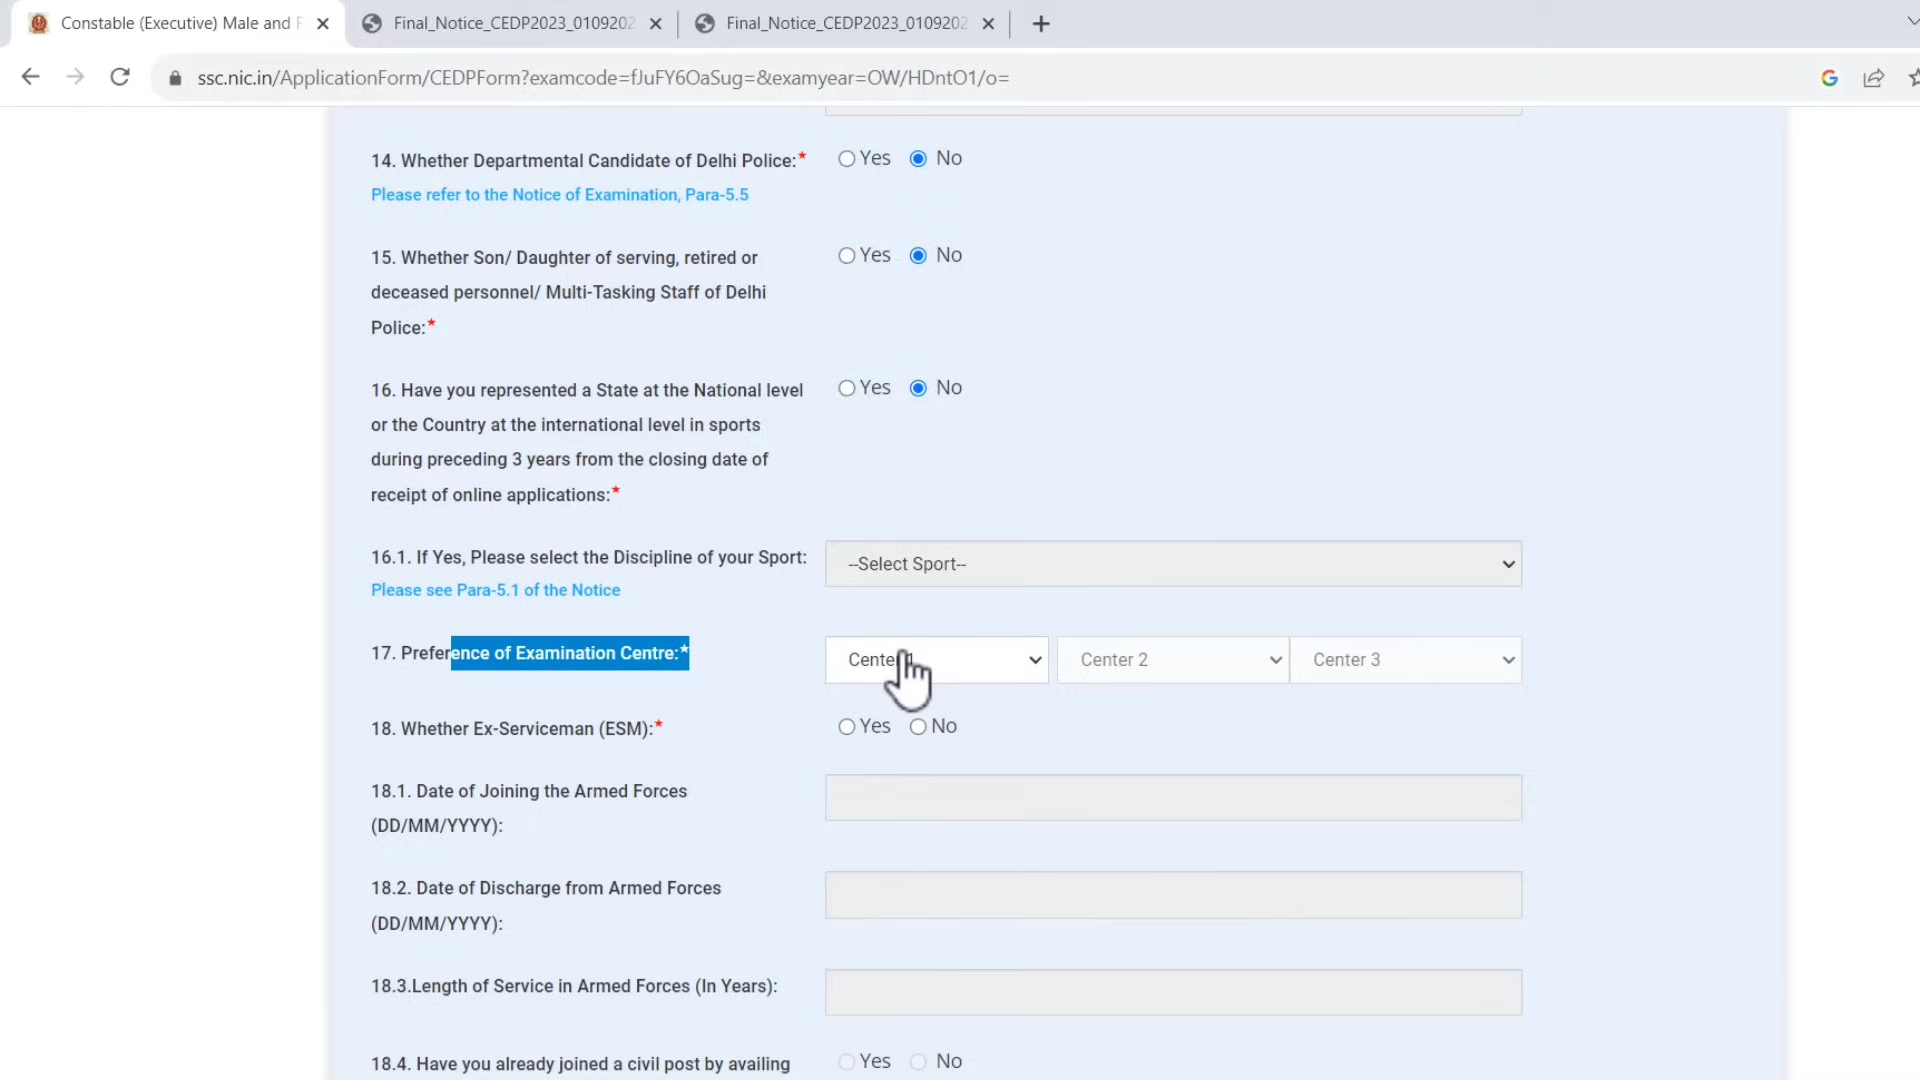 Constable (Executive) Male and F
Final_Notice_CEDP2023_0109202
Final_Notice_CEDP2023_0109202
ssc.nic.in/ApplicationForm/CEDPForm?examcode=fJuFY6OaSug=&examyear=OW/HDntO1/o=
14. Whether Departmental Candidate of Delhi Police:* Yes No
Please refer to the Notice of Examination, Para-5.5
15. Whether Son/ Daughter of serving, retired or Yes No
deceased personnel/ Multi-Tasking Staff of Delhi
Police:*
16. Have you represented a State at the National level Yes No
or the Country at the international level in sports
during preceding 3 years from the closing date of
receipt of online applications:*
16.1. If Yes, Please select the Discipline of your Sport: --Select Sport--
Please see Para-5.1 of the Notice
17. Preference of Examination Centre:* Center 1 Center 2 Center 3
18. Whether Ex-Serviceman (ESM):* Yes No
18.1. Date of Joining the Armed Forces
(DD/MM/YYYY):
18.2. Date of Discharge from Armed Forces
(DD/MM/YYYY):
18.3.Length of Service in Armed Forces (In Years):
18.4. Have you already joined a civil post by availing Yes No